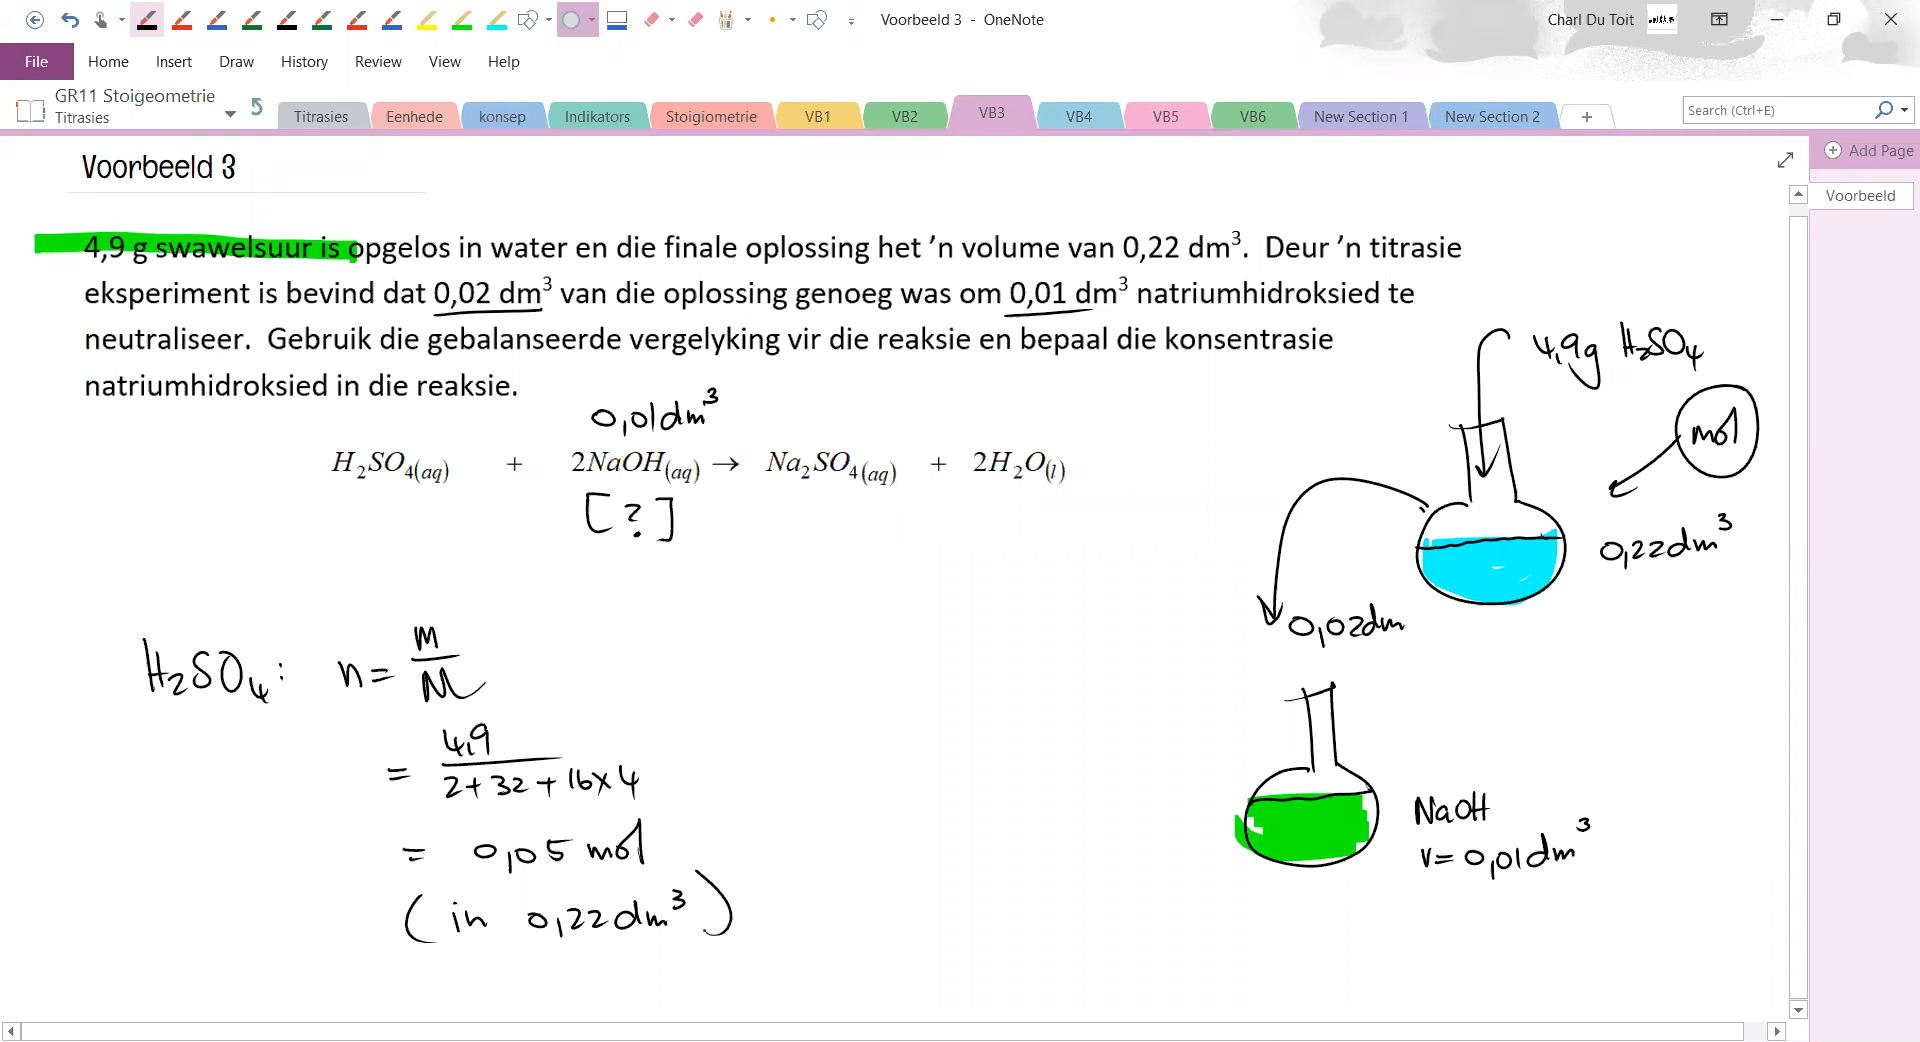 Voorbeeld 3 - OneNote
Charl Du Toit
File Home Insert Draw History Review View Help
GR11 Stoigeometrie
Titrasies
Titrasies Eenhede konsep Indikators Stoigiometrie VB1 VB2 VB3 VB4 VB5 VB6 New Section 1 New Section 2 +
Search (Ctrl+E)
Add Page
Voorbeeld
Voorbeeld 3
4,9 g swawelsuur is opgelos in water en die finale oplossing het ’n volume van 0,22 dm³. Deur ’n titrasie
eksperiment is bevind dat 0,02 dm³ van die oplossing genoeg was om 0,01 dm³ natriumhidroksied te
neutraliseer. Gebruik die gebalanseerde vergelyking vir die reaksie en bepaal die konsentrasie
natriumhidroksied in die reaksie.
0,01dm³
H₂SO₄(aq) + 2NaOH(aq) → Na₂SO₄(aq) + 2H₂O(l)
[?]
H₂SO₄: n = m/M
= 4,9/2+32+16×4
= 0,05 mol
(in 0,22dm³)
4,9g H₂SO₄
mol
0,22dm³
0,02dm
NaOH
V = 0,01dm³